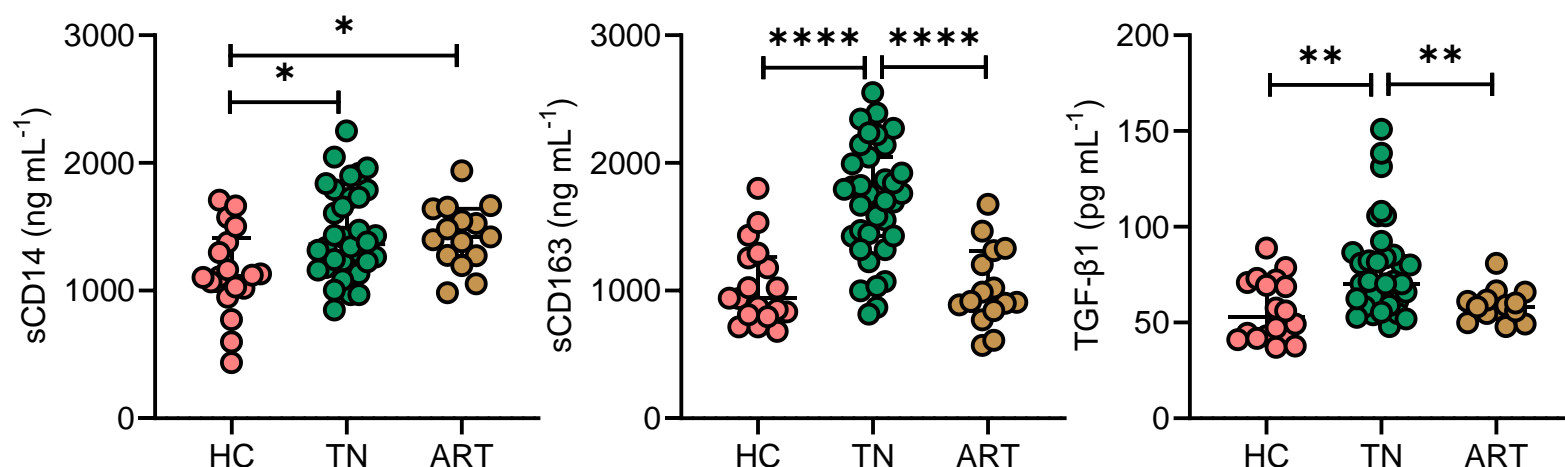 sCD14 (ng mL⁻¹)
3000
2000
1000
0
*
*
HC TN ART
sCD163 (ng mL⁻¹)
3000
2000
1000
0
**** ****
HC TN ART
TGF-β1 (pg mL⁻¹)
200
150
100
50
0
** **
HC TN ART